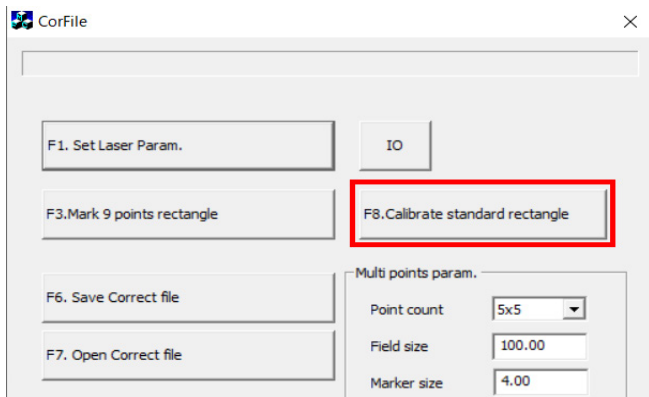 CorFile
F1. Set Laser Param.
IO
F3.Mark 9 points rectangle
F8.Calibrate standard rectangle
F6. Save Correct file
F7. Open Correct file
Multi points param.
Point count 5x5
Field size 100.00
Marker size 4.00